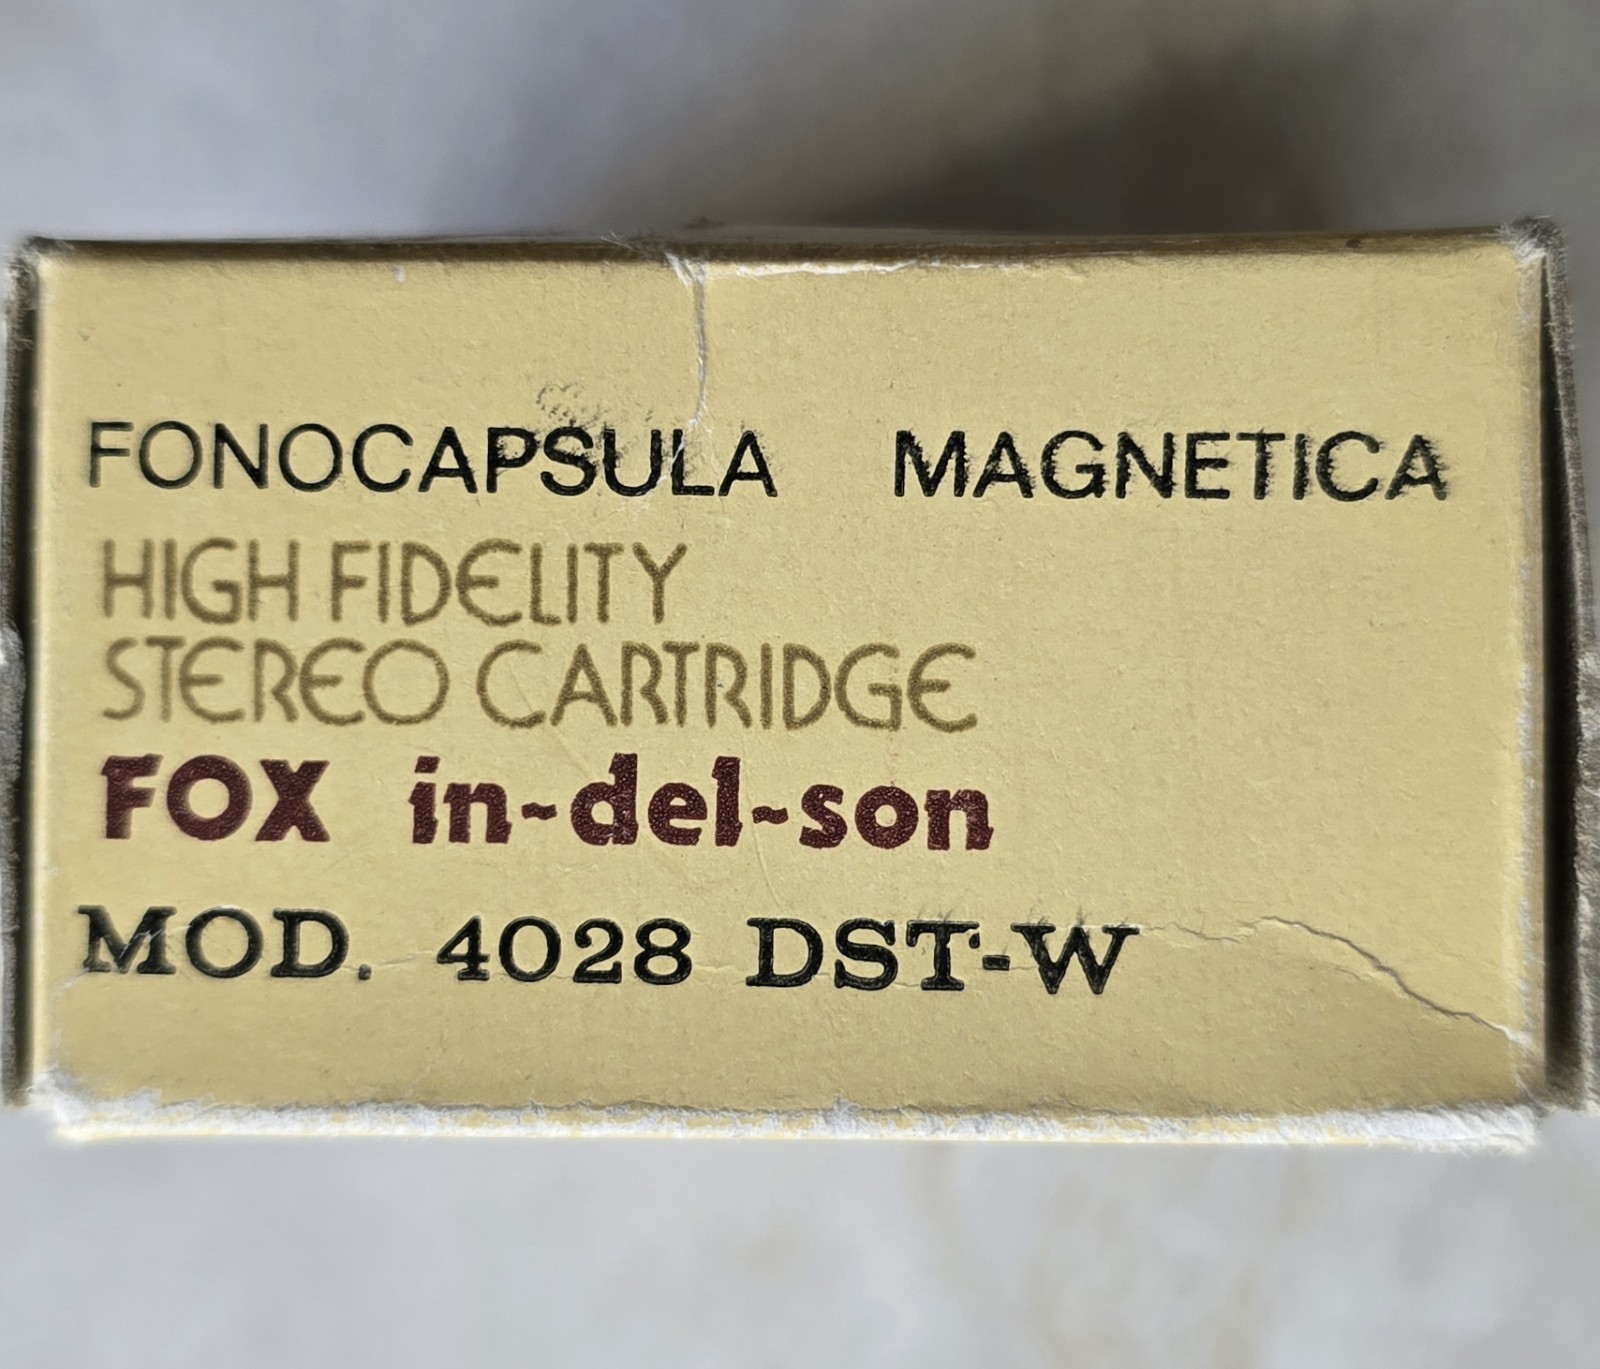 FONOCAPSULA MAGNETICA
HIGH FIDELITY
STEREO CARTRIDGE
FOX in-del-son
MOD. 4028 DST-W